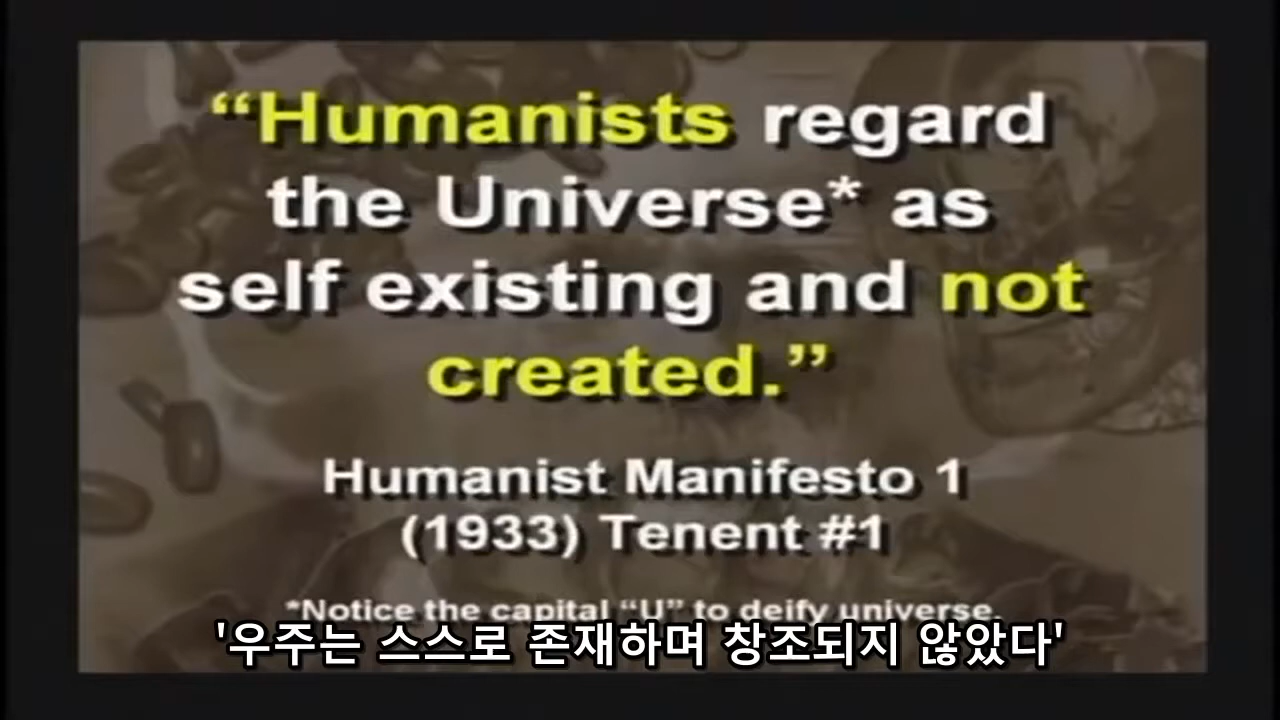 “Humanists regard
the Universe* as
self existing and not
created.”
Humanist Manifesto 1
(1933) Tenent #1
*Notice the capital “U” to deify universe.
'우주는 스스로 존재하며 창조되지 않았다'